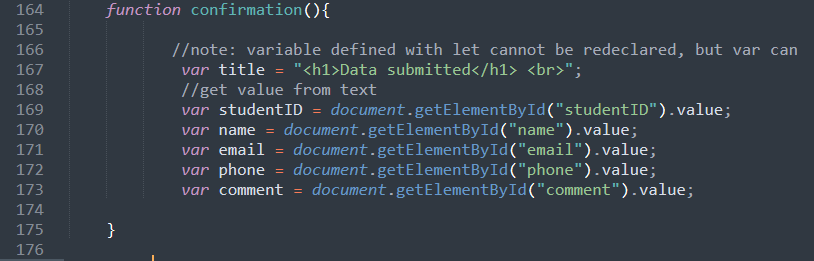 164 function confirmation(){
165
166 //note: variable defined with let cannot be redeclared, but var can
167 var title = "<h1>Data submitted</h1> <br>";
168 //get value from text
169 var studentID = document.getElementById("studentID").value;
170 var name = document.getElementById("name").value;
171 var email = document.getElementById("email").value;
172 var phone = document.getElementById("phone").value;
173 var comment = document.getElementById("comment").value;
174
175 }
176